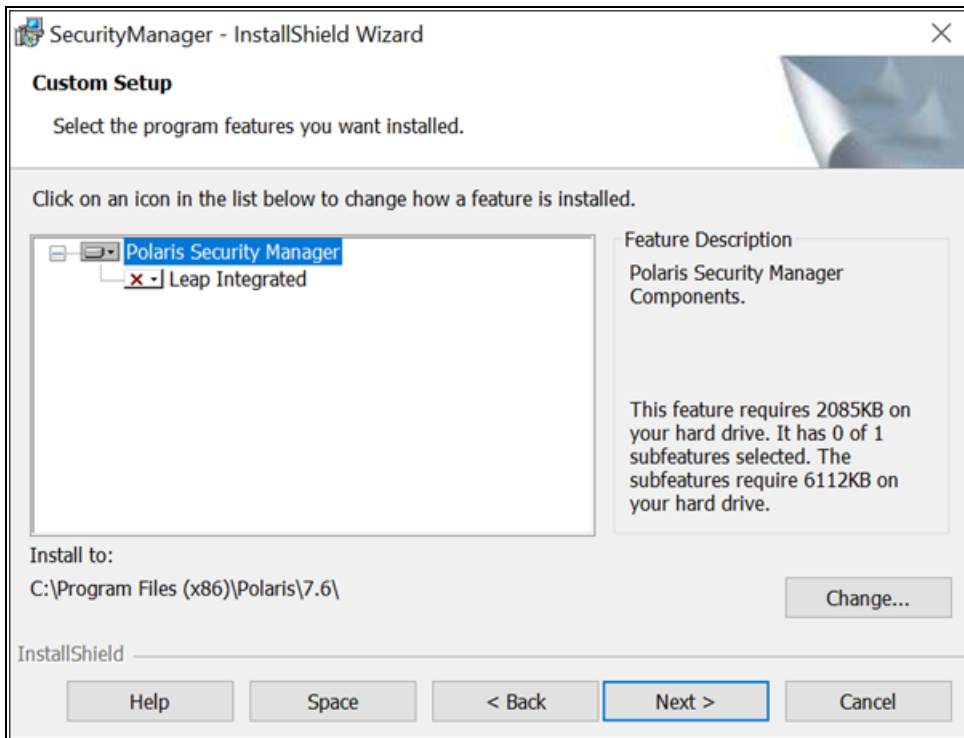 SecurityManager - InstallShield Wizard
Custom Setup
Select the program features you want installed.
Click on an icon in the list below to change how a feature is installed.
Polaris Security Manager
Leap Integrated
Feature Description
Polaris Security Manager
Components.
This feature requires 2085KB on
your hard drive. It has 0 of 1
subfeatures selected. The
subfeatures require 6112KB on
your hard drive.
Install to:
C:\Program Files (x86)\Polaris\7.6\
Change...
InstallShield
Help
Space
< Back
Next >
Cancel